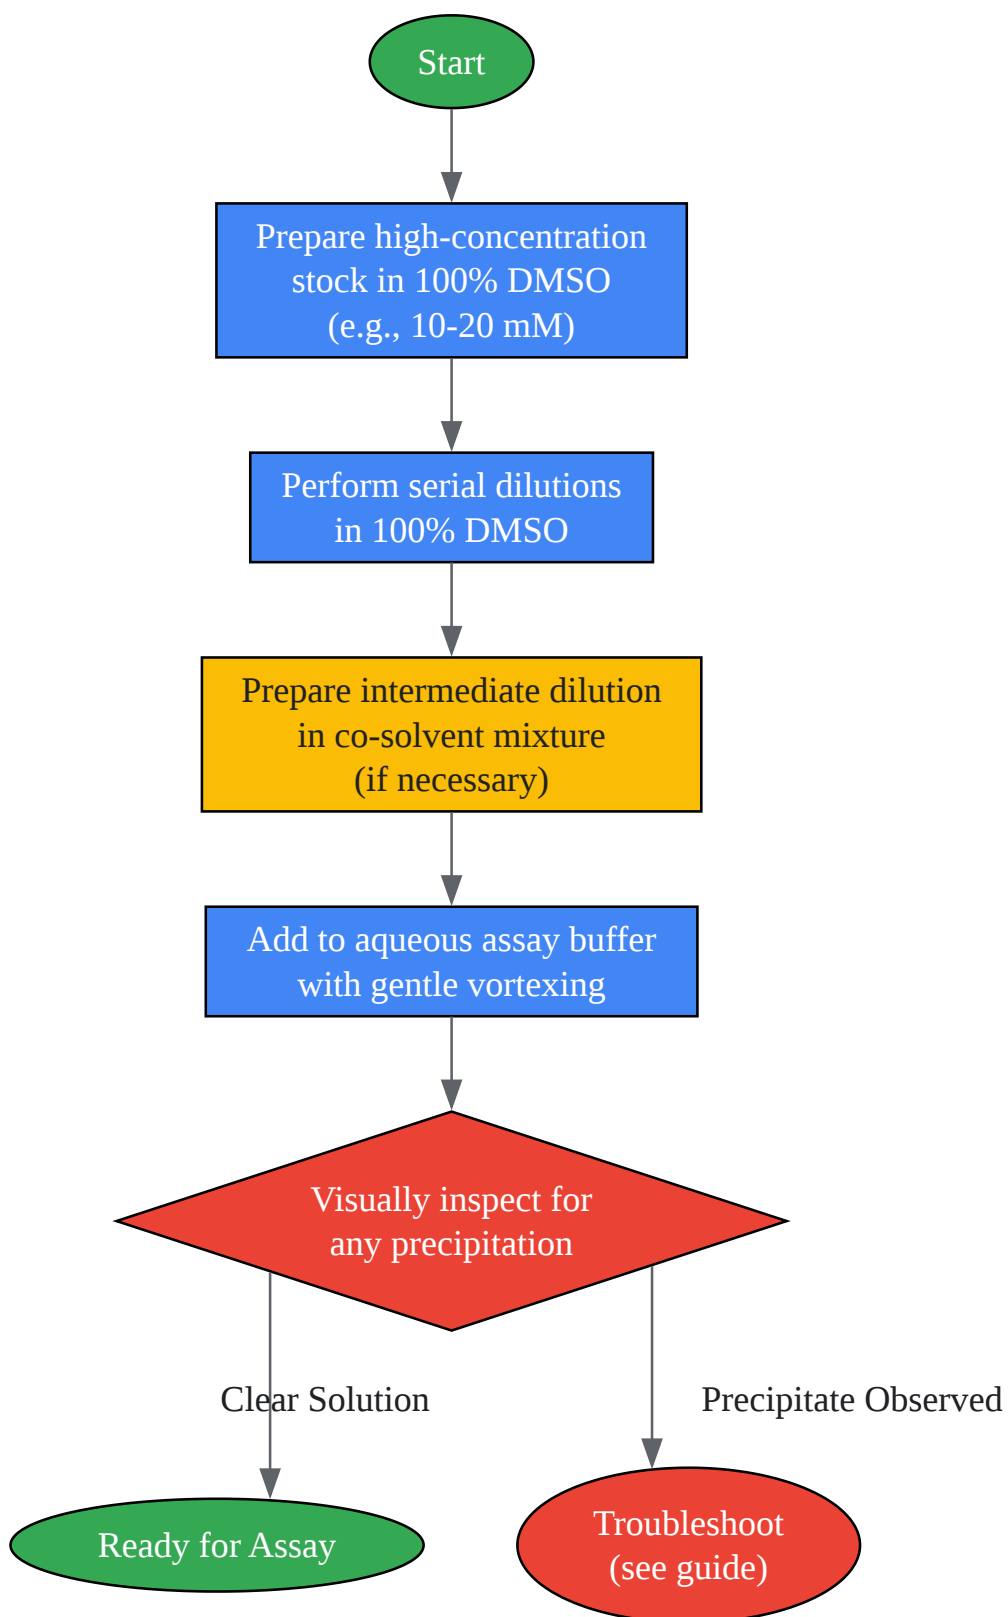 Start
Prepare high-concentration
stock in 100% DMSO
(e.g., 10-20 mM)
Perform serial dilutions
in 100% DMSO
Prepare intermediate dilution
in co-solvent mixture
(if necessary)
Add to aqueous assay buffer
with gentle vortexing
Visually inspect for
any precipitation
Clear Solution
Precipitate Observed
Ready for Assay
Troubleshoot
(see guide)